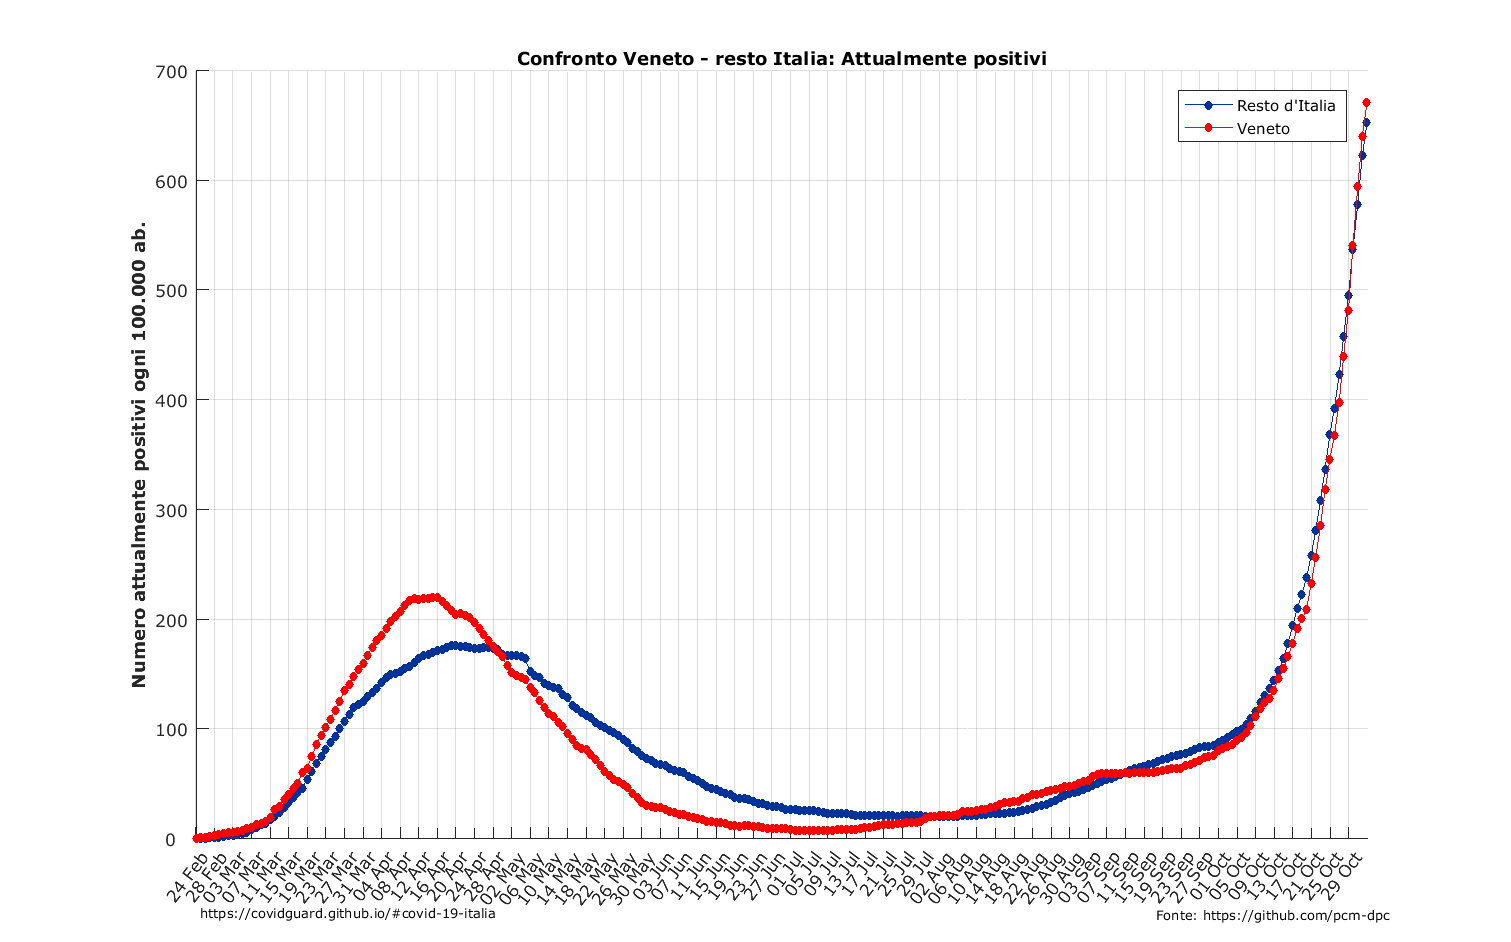 Confronto Veneto - resto Italia: Attualmente positivi
Resto d'Italia
Veneto
Numero attualmente positivi ogni 100.000 ab.
700
600
500
400
300
200
100
0
24 Feb
28 Feb
03 Mar
07 Mar
11 Mar
15 Mar
19 Mar
23 Mar
27 Mar
31 Mar
04 Apr
08 Apr
12 Apr
16 Apr
20 Apr
24 Apr
28 Apr
02 May
06 May
10 May
14 May
18 May
22 May
26 May
30 May
03 Jun
07 Jun
11 Jun
15 Jun
19 Jun
23 Jun
27 Jun
01 Jul
05 Jul
09 Jul
13 Jul
17 Jul
21 Jul
25 Jul
29 Jul
02 Aug
06 Aug
10 Aug
14 Aug
18 Aug
22 Aug
26 Aug
30 Aug
03 Sep
07 Sep
11 Sep
15 Sep
19 Sep
23 Sep
27 Sep
01 Oct
05 Oct
09 Oct
13 Oct
17 Oct
21 Oct
25 Oct
29 Oct
https://covidguard.github.io/#covid-19-italia
Fonte: https://github.com/pcm-dpc